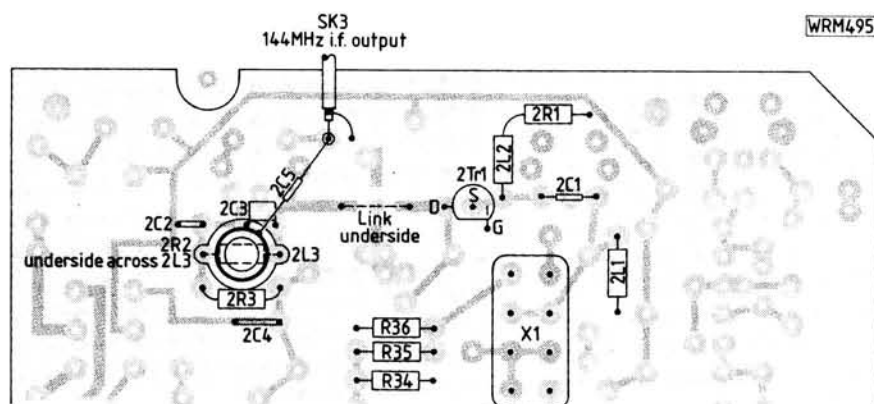 SK3
144MHz i.f. output
WRM495
2R1
2L2
2C5
2Tr1
S
2C1
2C3
D
2C2
Link
underside
G
2R2
underside across 2L3
2L3
2L1
2R3
X1
2C4
R36
R35
R34